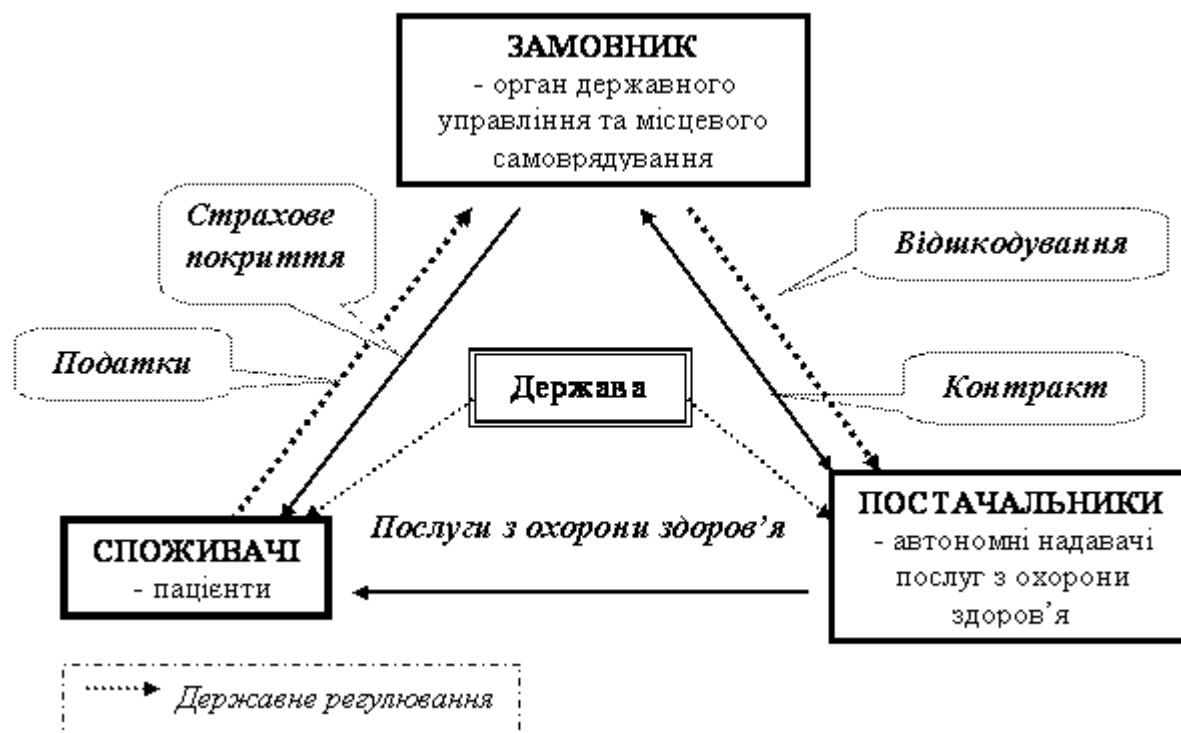 ЗАМОВНИК
- орган державного
управління та місцевого
самоврядування
Страхове
покриття
Відшкодування
Податки
Держава
Контракт
Послуги з охорони здоров’я
СПОЖИВАЧІ
- пацієнти
ПОСТАЧАЛЬНИКИ
- автономні надавачі
послуг з охорони
здоров’я
Державне регулювання